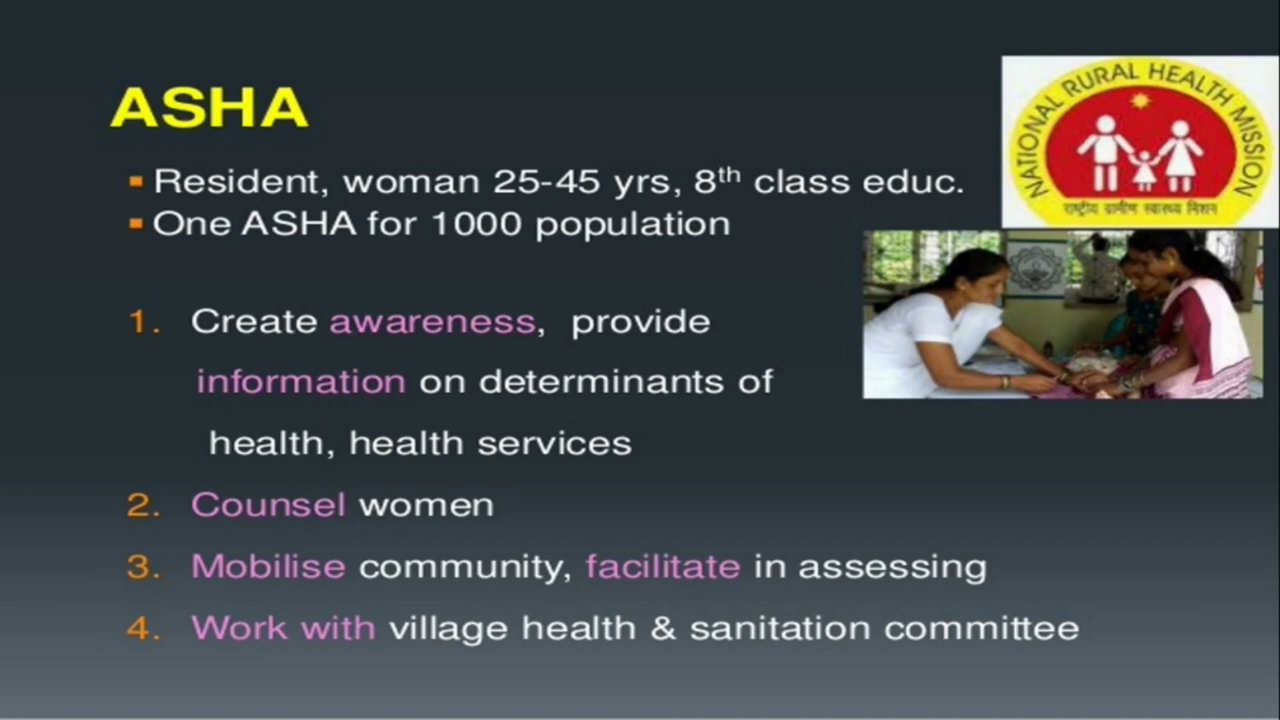 ASHA
Resident, woman 25-45 yrs, 8th class educ.
One ASHA for 1000 population
1. Create awareness, provide
information on determinants of
health, health services
2. Counsel women
3. Mobilise community, facilitate in assessing
4. Work with village health & sanitation committee
NATIONAL RURAL HEALTH MISSION
राष्ट्रीय ग्रामीण स्वास्थ्य मिशन